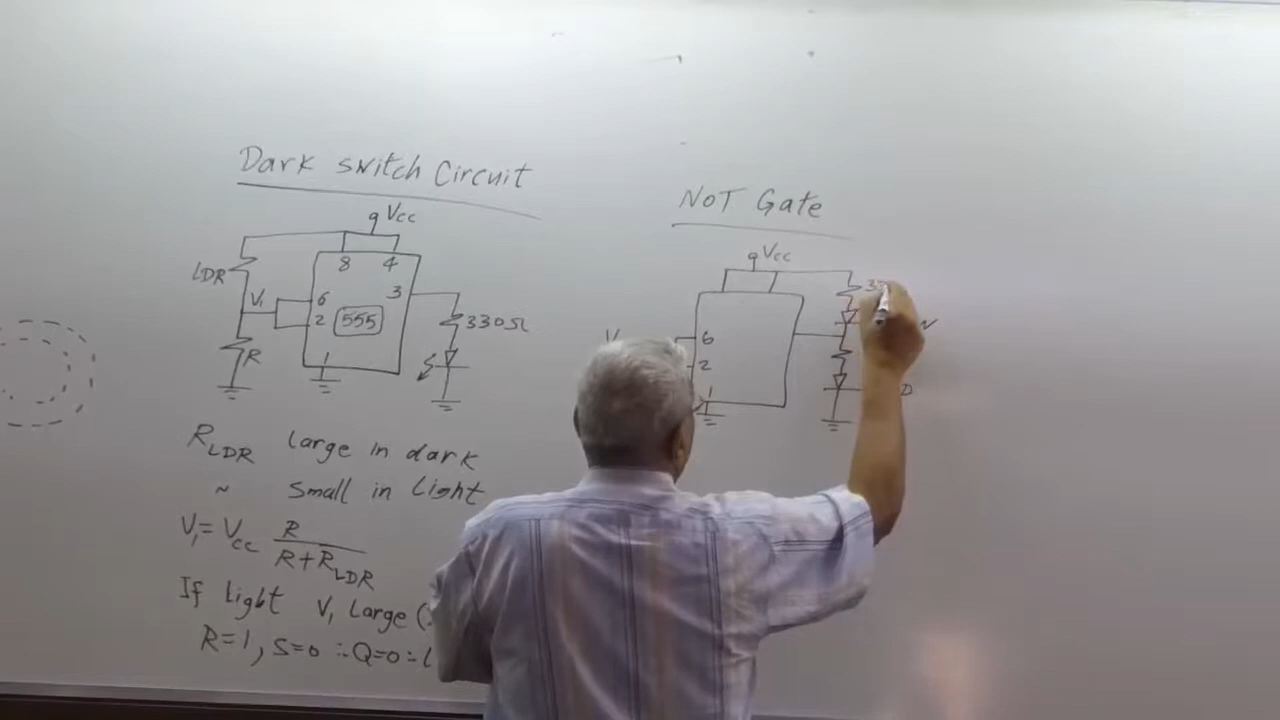 Dark switch Circuit
Vcc
LDR
8 4
3
V1
6
2
555
330Ω
R
1
RLDR large in dark
~ small in light
V1 = Vcc R / R+RLDR
If light V1 large (
R=1, S=0 ∴ Q=0 ∴
NOT Gate
Vcc
33
V
6
2
1